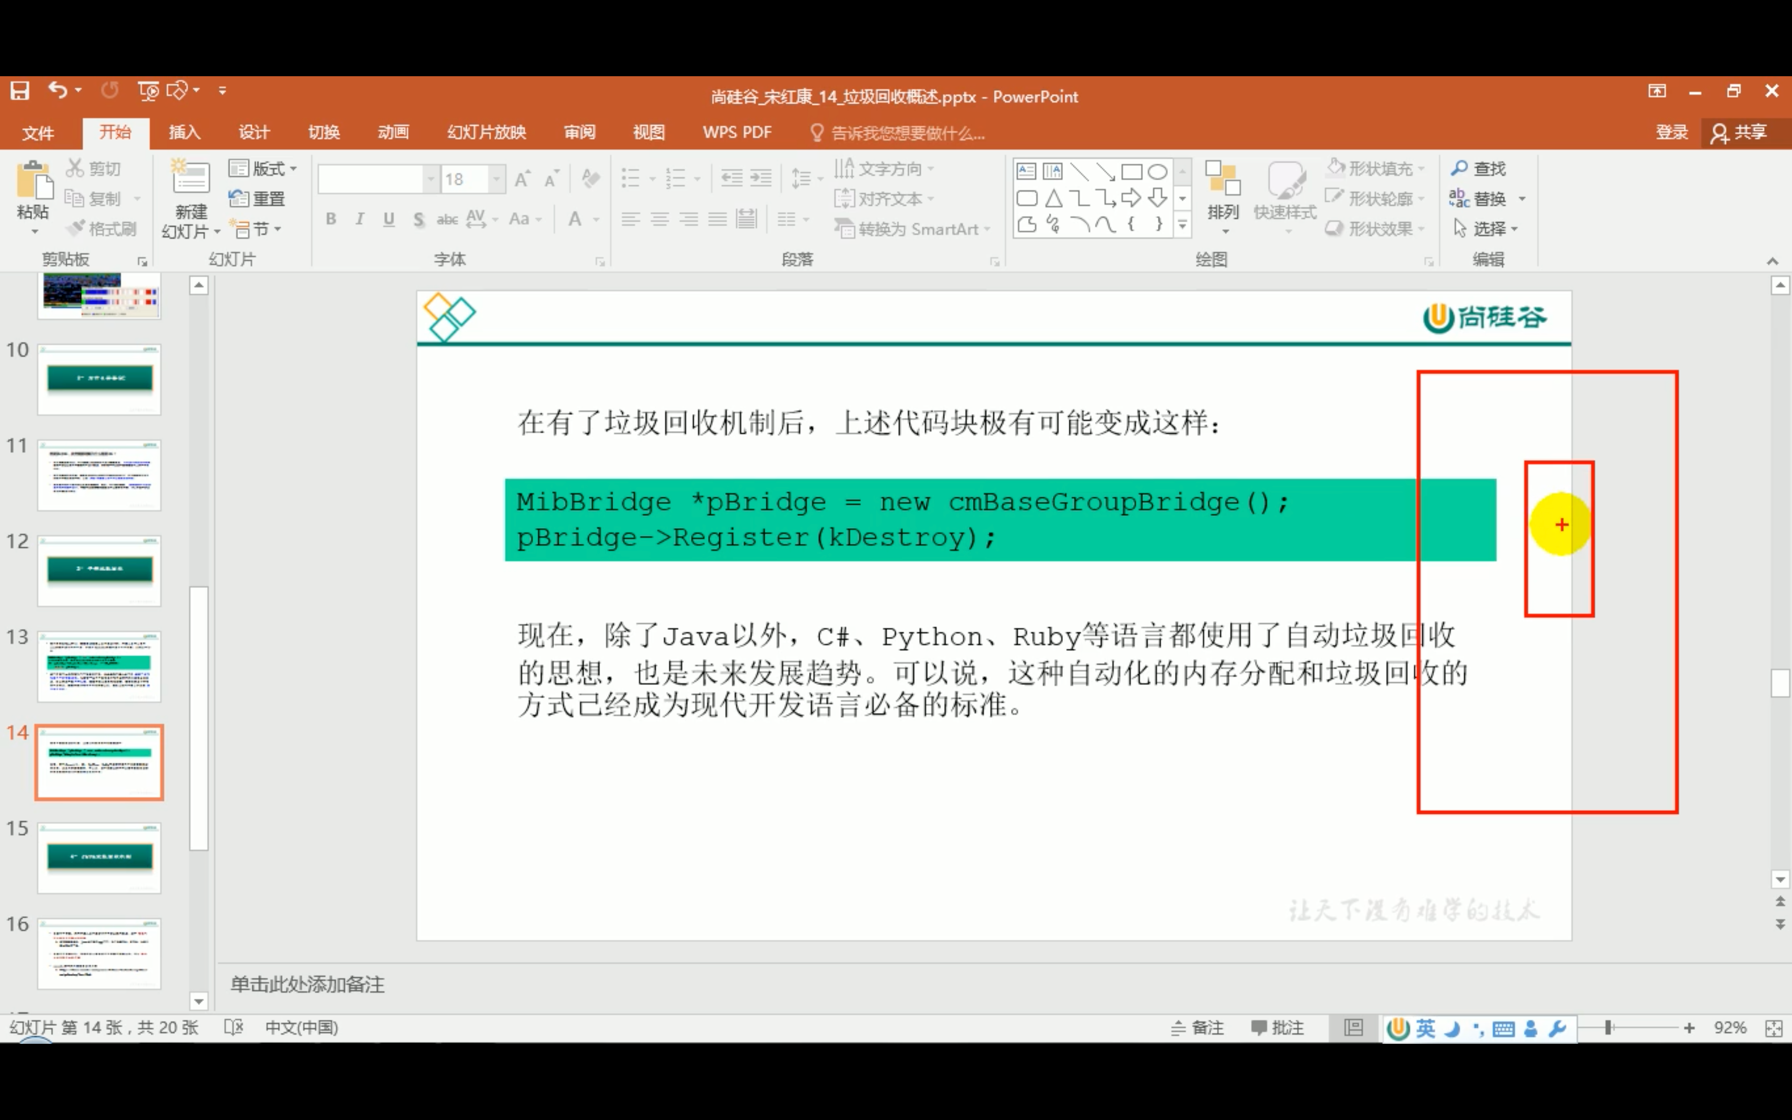 尚硅谷_宋红康_14_垃圾回收概述.pptx - PowerPoint
文件 开始 插入 设计 切换 动画 幻灯片放映 审阅 视图 WPS PDF 告诉我您想要做什么... 登录 共享
粘贴 剪切 复制 格式刷 剪贴板
新建 幻灯片 版式 重置 节 幻灯片
18
B I U S abc AV Aa A 字体
文字方向 对齐文本 转换为 SmartArt 段落
排列 快速样式 形状填充 形状轮廓 形状效果 绘图
查找 替换 选择 编辑
10
11
12
13
14
15
16
尚硅谷
在有了垃圾回收机制后，上述代码块极有可能变成这样：
MibBridge *pBridge = new cmBaseGroupBridge();
pBridge->Register(kDestroy);
现在，除了Java以外，C#、Python、Ruby等语言都使用了自动垃圾回收
的思想，也是未来发展趋势。可以说，这种自动化的内存分配和垃圾回收的
方式己经成为现代开发语言必备的标准。
让天下没有难学的技术
单击此处添加备注
幻灯片 第 14 张，共 20 张 中文(中国) 备注 批注 英 92%